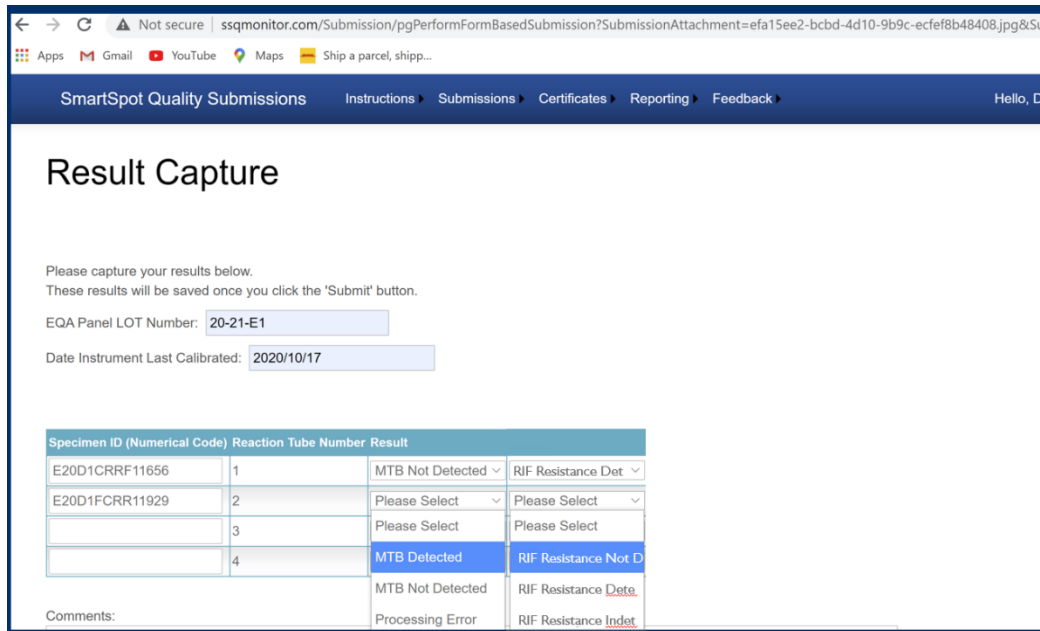 Not secure | ssqmonitor.com/Submission/pgPerformFormBasedSubmission?SubmissionAttachment=efa15ee2-bcbd-4d10-9b9c-ecfef8b48408.jpg&Su
Apps Gmail YouTube Maps Ship a parcel, shipp...
SmartSpot Quality Submissions Instructions Submissions Certificates Reporting Feedback Hello, D
Result Capture
Please capture your results below.
These results will be saved once you click the 'Submit' button.
EQA Panel LOT Number: 20-21-E1
Date Instrument Last Calibrated: 2020/10/17
Specimen ID (Numerical Code) Reaction Tube Number Result
E20D1CRRF11656 1 MTB Not Detected RIF Resistance Det
E20D1FCRR11929 2 Please Select Please Select
3 Please Select Please Select
4 MTB Detected RIF Resistance Not D
MTB Not Detected RIF Resistance Dete
Comments: Processing Error RIF Resistance Indet